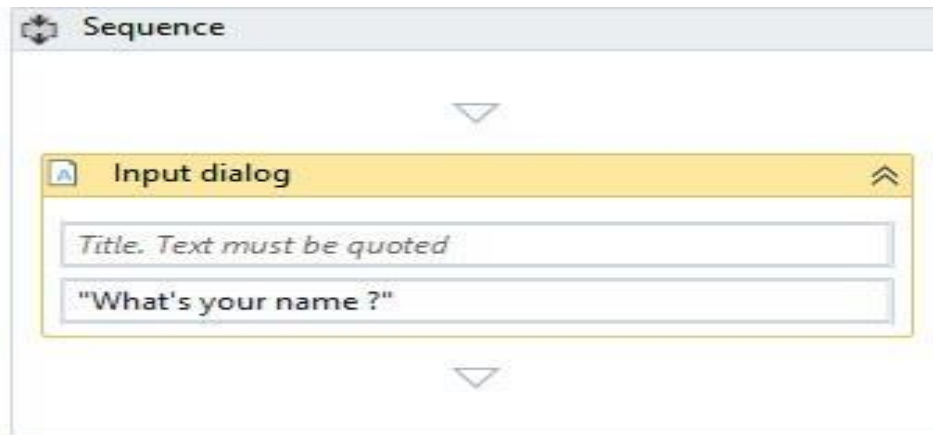 Sequence
Input dialog
Title. Text must be quoted
"What's your name ?"